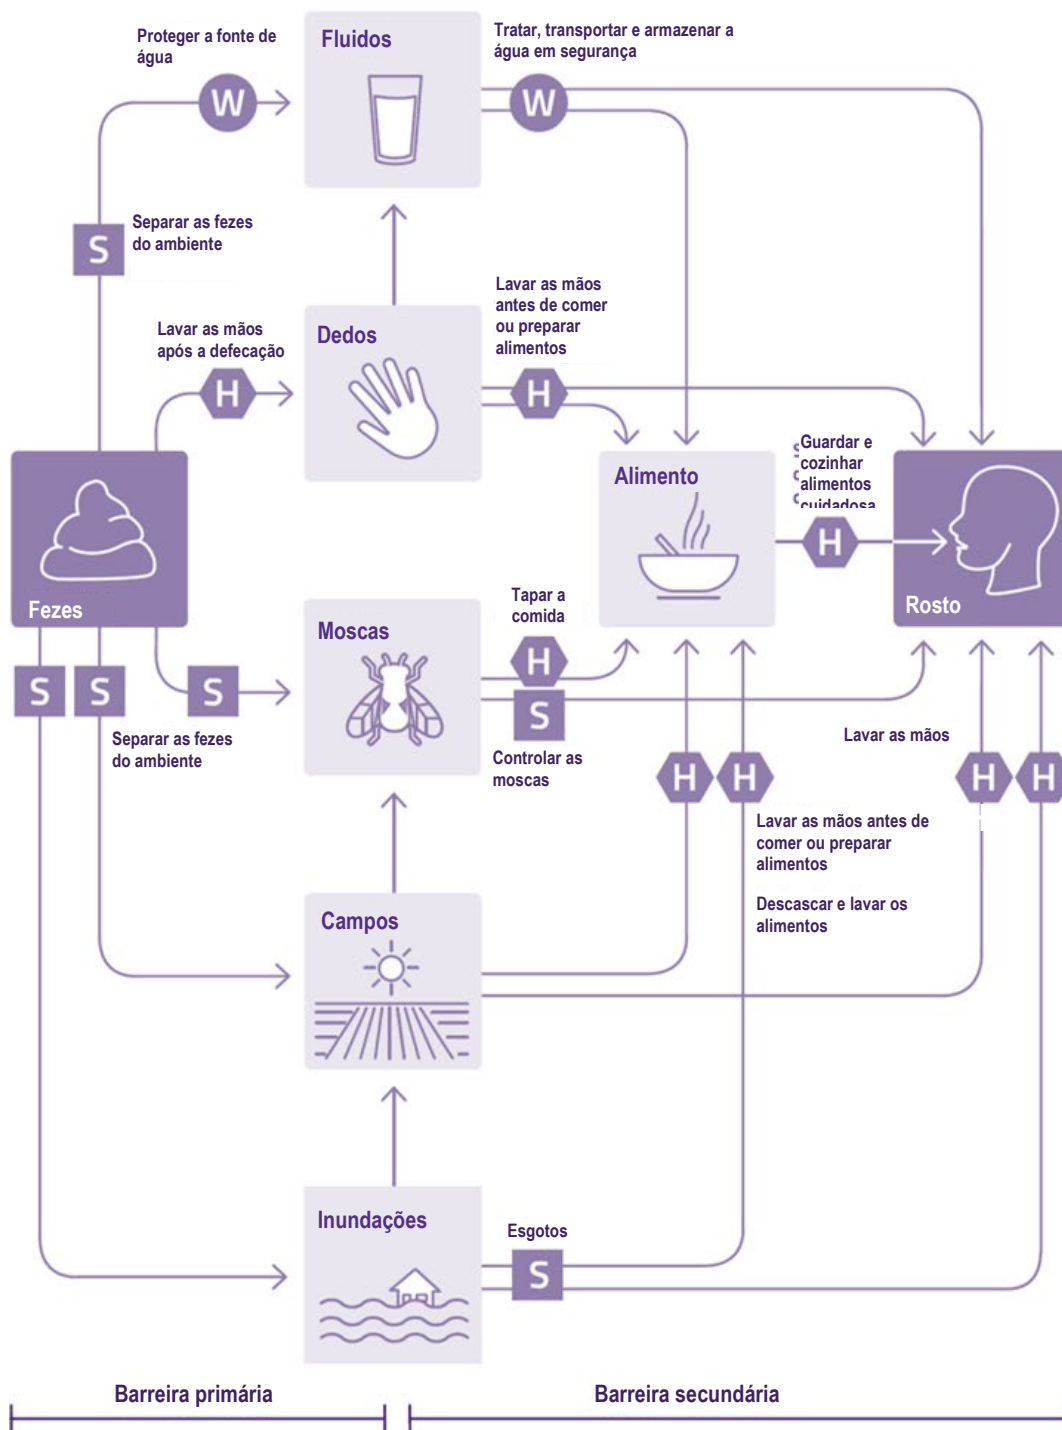 Proteger a fonte de
água
Fluidos
Tratar, transportar e armazenar a
água em segurança
W
W
S
Separar as fezes
do ambiente
Lavar as mãos
após a defecação
H
Dedos
Lavar as mãos
antes de comer
ou preparar
alimentos
H
Fezes
Alimento
Guardar e
cozinhar
alimentos
cuidadosa
H
Rosto
S
S
S
Separar as fezes
do ambiente
Moscas
Tapar a
comida
H
S
Controlar as
moscas
Lavar as mãos
H
H
H
H
Lavar as mãos antes de
comer ou preparar
alimentos
Descascar e lavar os
alimentos
Campos
Inundações
Esgotos
S
Barreira primária
Barreira secundária